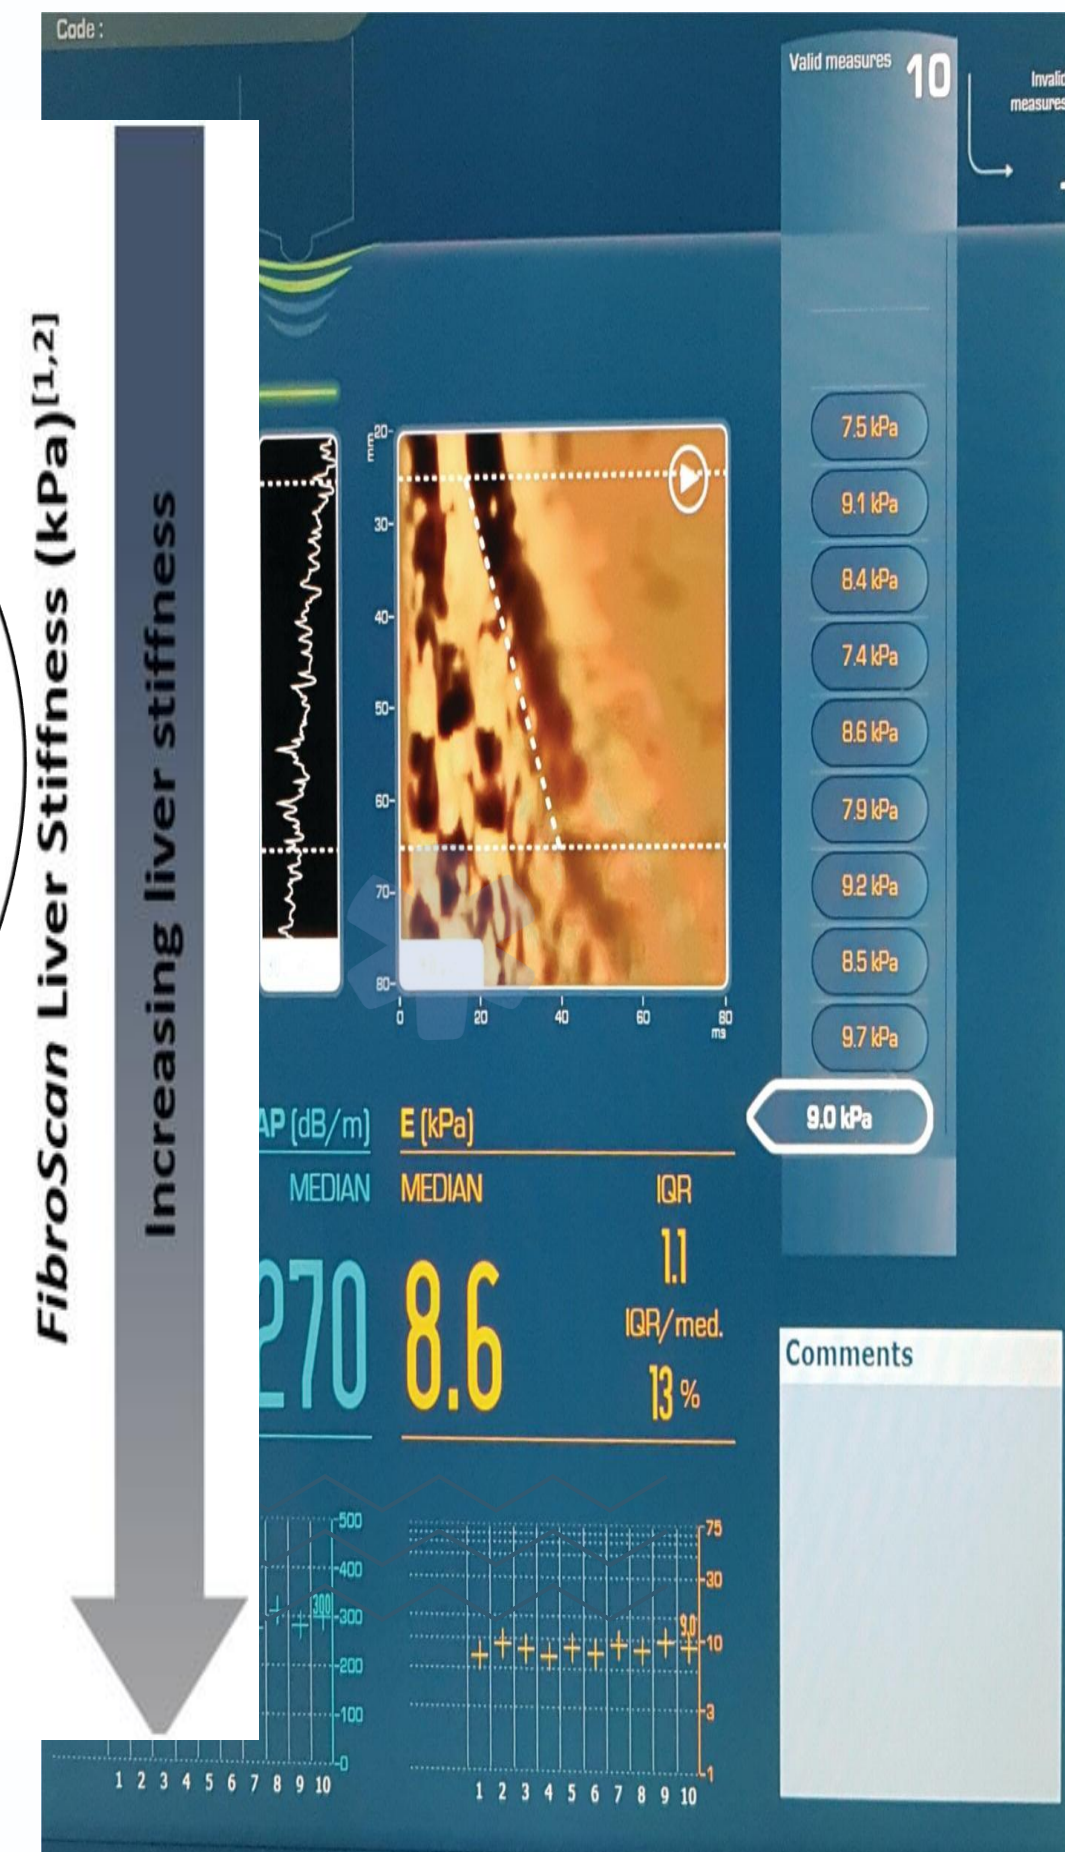 Code :
Valid measures 10
Invalid
measures
FibroScan Liver Stiffness (kPa)[1,2]
Increasing liver stiffness
mm
20
30
40
50
60
70
80
0 20 40 60 80
ms
7.5 kPa
9.1 kPa
8.4 kPa
7.4 kPa
8.6 kPa
7.9 kPa
9.2 kPa
8.5 kPa
9.7 kPa
9.0 kPa
AP (dB/m)
MEDIAN
270
E (kPa)
MEDIAN
8.6
IQR
1.1
IQR/med.
13 %
Comments
500
400
300
300
200
100
0
1 2 3 4 5 6 7 8 9 10
75
30
9.0
10
3
1
1 2 3 4 5 6 7 8 9 10